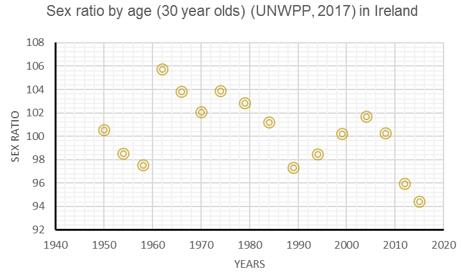 Sex ratio by age (30 year olds) (UNWPP, 2017) in Ireland
108
106
104
102
100
98
96
94
92
SEX RATIO
1940 1950 1960 1970 1980 1990 2000 2010 2020
YEARS